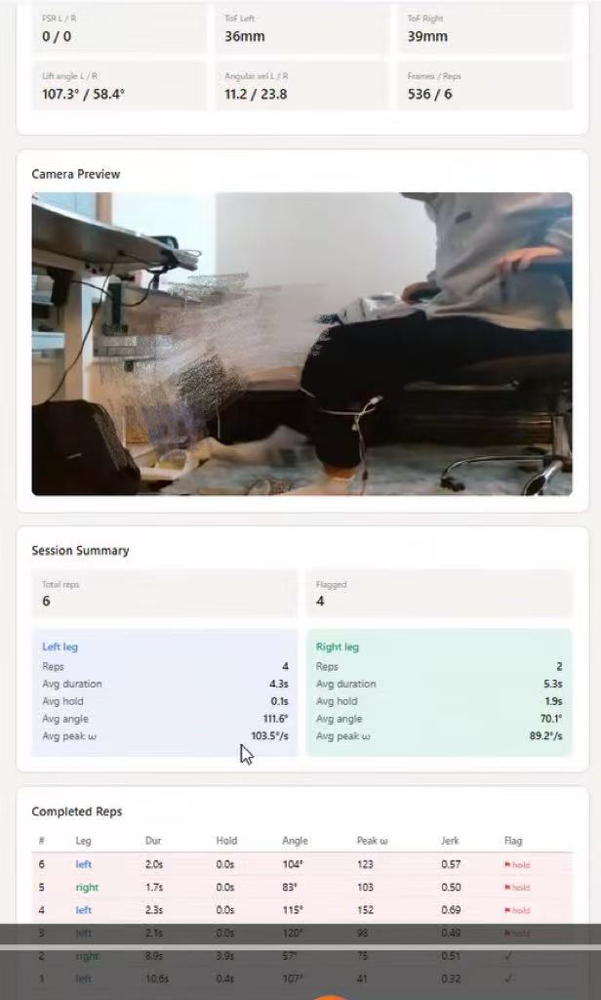 FSR L / R ToF Left ToF Right
0 / 0 36mm 39mm
Lift angle L / R Angular vel L / R Frames / Reps
107.3° / 58.4° 11.2 / 23.8 536 / 6
Camera Preview
Session Summary
Total reps Flagged
6 4
Left leg Right leg
Reps 4 Reps 2
Avg duration 4.3s Avg duration 5.3s
Avg hold 0.1s Avg hold 1.9s
Avg angle 111.6° Avg angle 70.1°
Avg peak ω 103.5°/s Avg peak ω 89.2°/s
Completed Reps
# Leg Dur Hold Angle Peak ω Jerk Flag
6 left 2.0s 0.0s 104° 123 0.57 hold
5 right 1.7s 0.0s 83° 103 0.50 hold
4 left 2.3s 0.0s 115° 152 0.69 hold
3 left 2.1s 0.0s 120° 98 0.49 hold
2 right 8.9s 3.9s 57° 75 0.51 ✓
1 left 10.6s 0.4s 107° 41 0.32 ✓